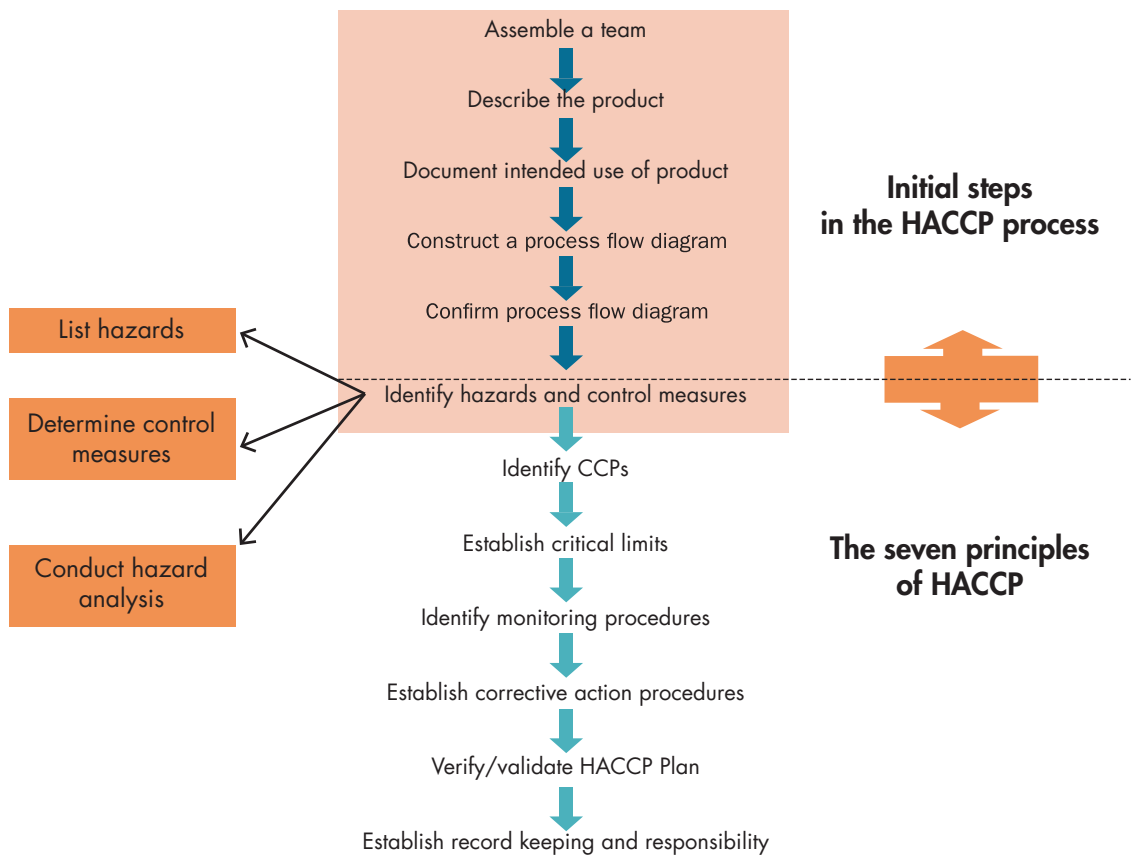 Assemble a team
Describe the product
Document intended use of product
Construct a process flow diagram
Confirm process flow diagram
Identify hazards and control measures
Identify CCPs
Establish critical limits
Identify monitoring procedures
Establish corrective action procedures
Verify/validate HACCP Plan
Establish record keeping and responsibility
List hazards
Determine control
measures
Conduct hazard
analysis
Initial steps
in the HACCP process
The seven principles
of HACCP